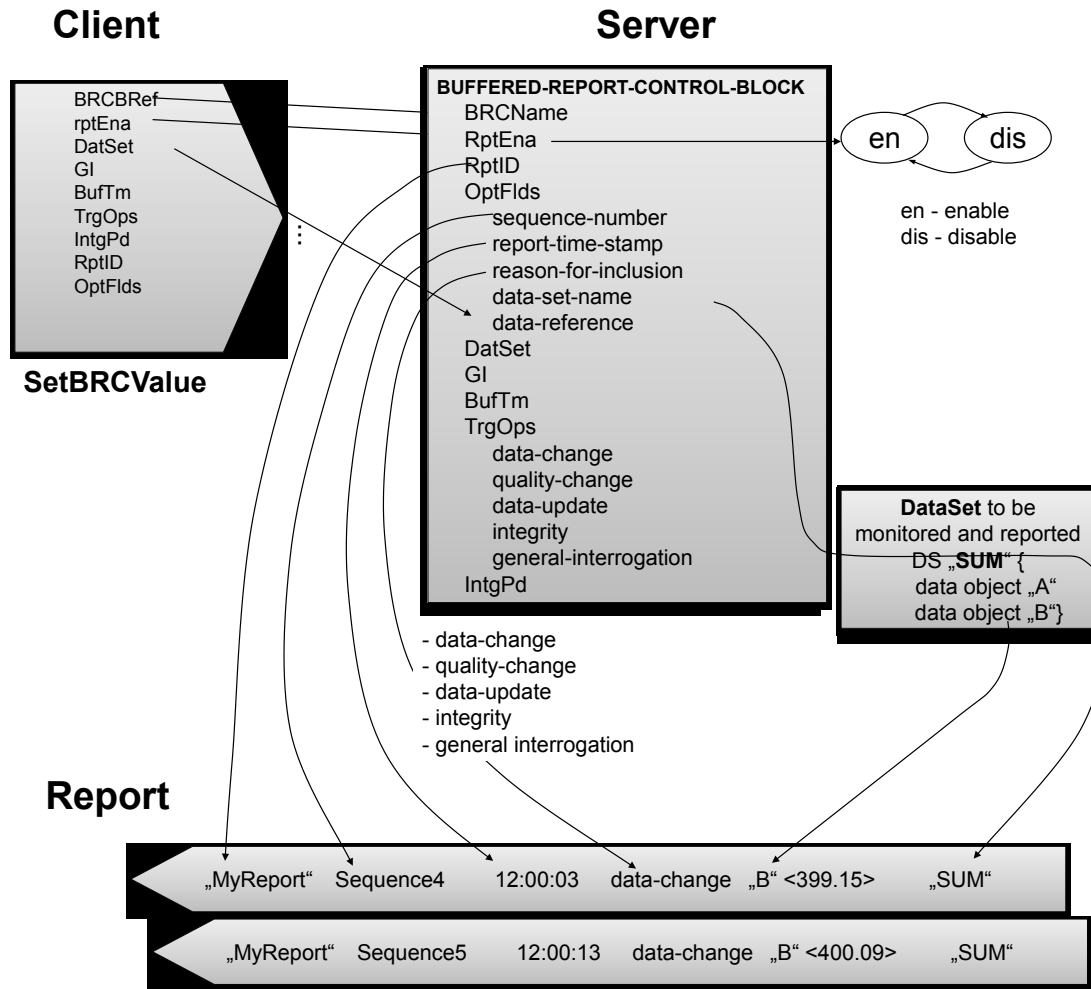 Client
Server
BRCBRef
rptEna
DatSet
GI
BufTm
TrgOps
IntgPd
RptID
OptFlds
...
SetBRCValue
BUFFERED-REPORT-CONTROL-BLOCK
BRCName
RptEna
RptID
OptFlds
sequence-number
report-time-stamp
reason-for-inclusion
data-set-name
data-reference
DatSet
GI
BufTm
TrgOps
data-change
quality-change
data-update
integrity
general-interrogation
IntgPd
en
dis
en - enable
dis - disable
DataSet to be
monitored and reported
DS „SUM“ {
data object „A“
data object „B“}
- data-change
- quality-change
- data-update
- integrity
- general interrogation
Report
„MyReport“ Sequence4 12:00:03 data-change „B“ <399.15> „SUM“
„MyReport“ Sequence5 12:00:13 data-change „B“ <400.09> „SUM“